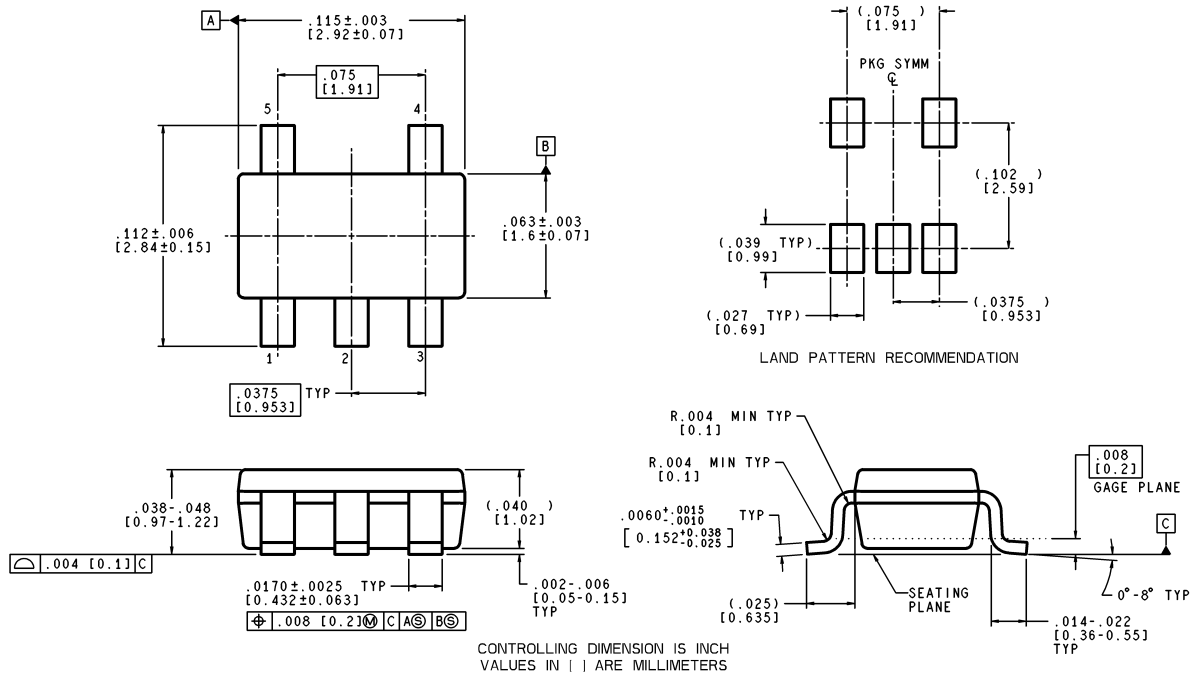 A
.115±.003
[2.92±0.07]
.075
[1.91]
5
4
B
.112±.006
[2.84±0.15]
.063±.003
[1.6±0.07]
1
2
3
.0375 TYP
[0.953]
(.075 )
[1.91]
PKG SYMM
℄
(.102 )
[2.59]
(.039 TYP)
[0.99]
(.027 TYP)
[0.69]
(.0375 )
[0.953]
LAND PATTERN RECOMMENDATION
.038-.048
[0.97-1.22]
(.040 )
[1.02]
⌓ .004 [0.1] C
.0170±.0025 TYP
[0.432±0.063]
⌖ .008 [0.2]Ⓜ C AⓈ BⓈ
.002-.006
[0.05-0.15]
TYP
R.004 MIN TYP
[0.1]
R.004 MIN TYP
[0.1]
.0060+.0015 -.0010 TYP
[0.152+0.038 -0.025]
.008
[0.2]
GAGE PLANE
C
(.025)
[0.635]
SEATING
PLANE
0°-8° TYP
.014-.022
[0.36-0.55]
TYP
CONTROLLING DIMENSION IS INCH
VALUES IN [ ] ARE MILLIMETERS